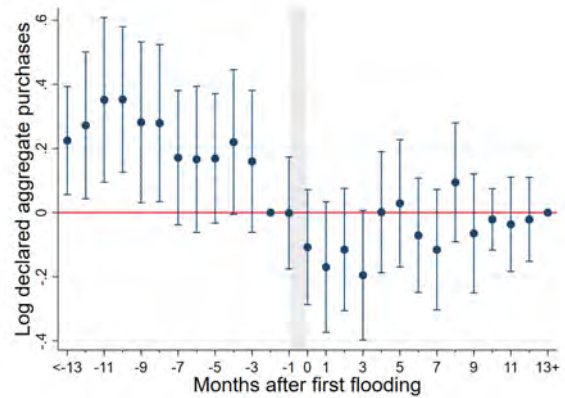 Log declared aggregate purchases
.6
.4
.2
0
-.2
-.4
<-13 -11 -9 -7 -5 -3 -1 0 1 3 5 7 9 11 13+
Months after first flooding